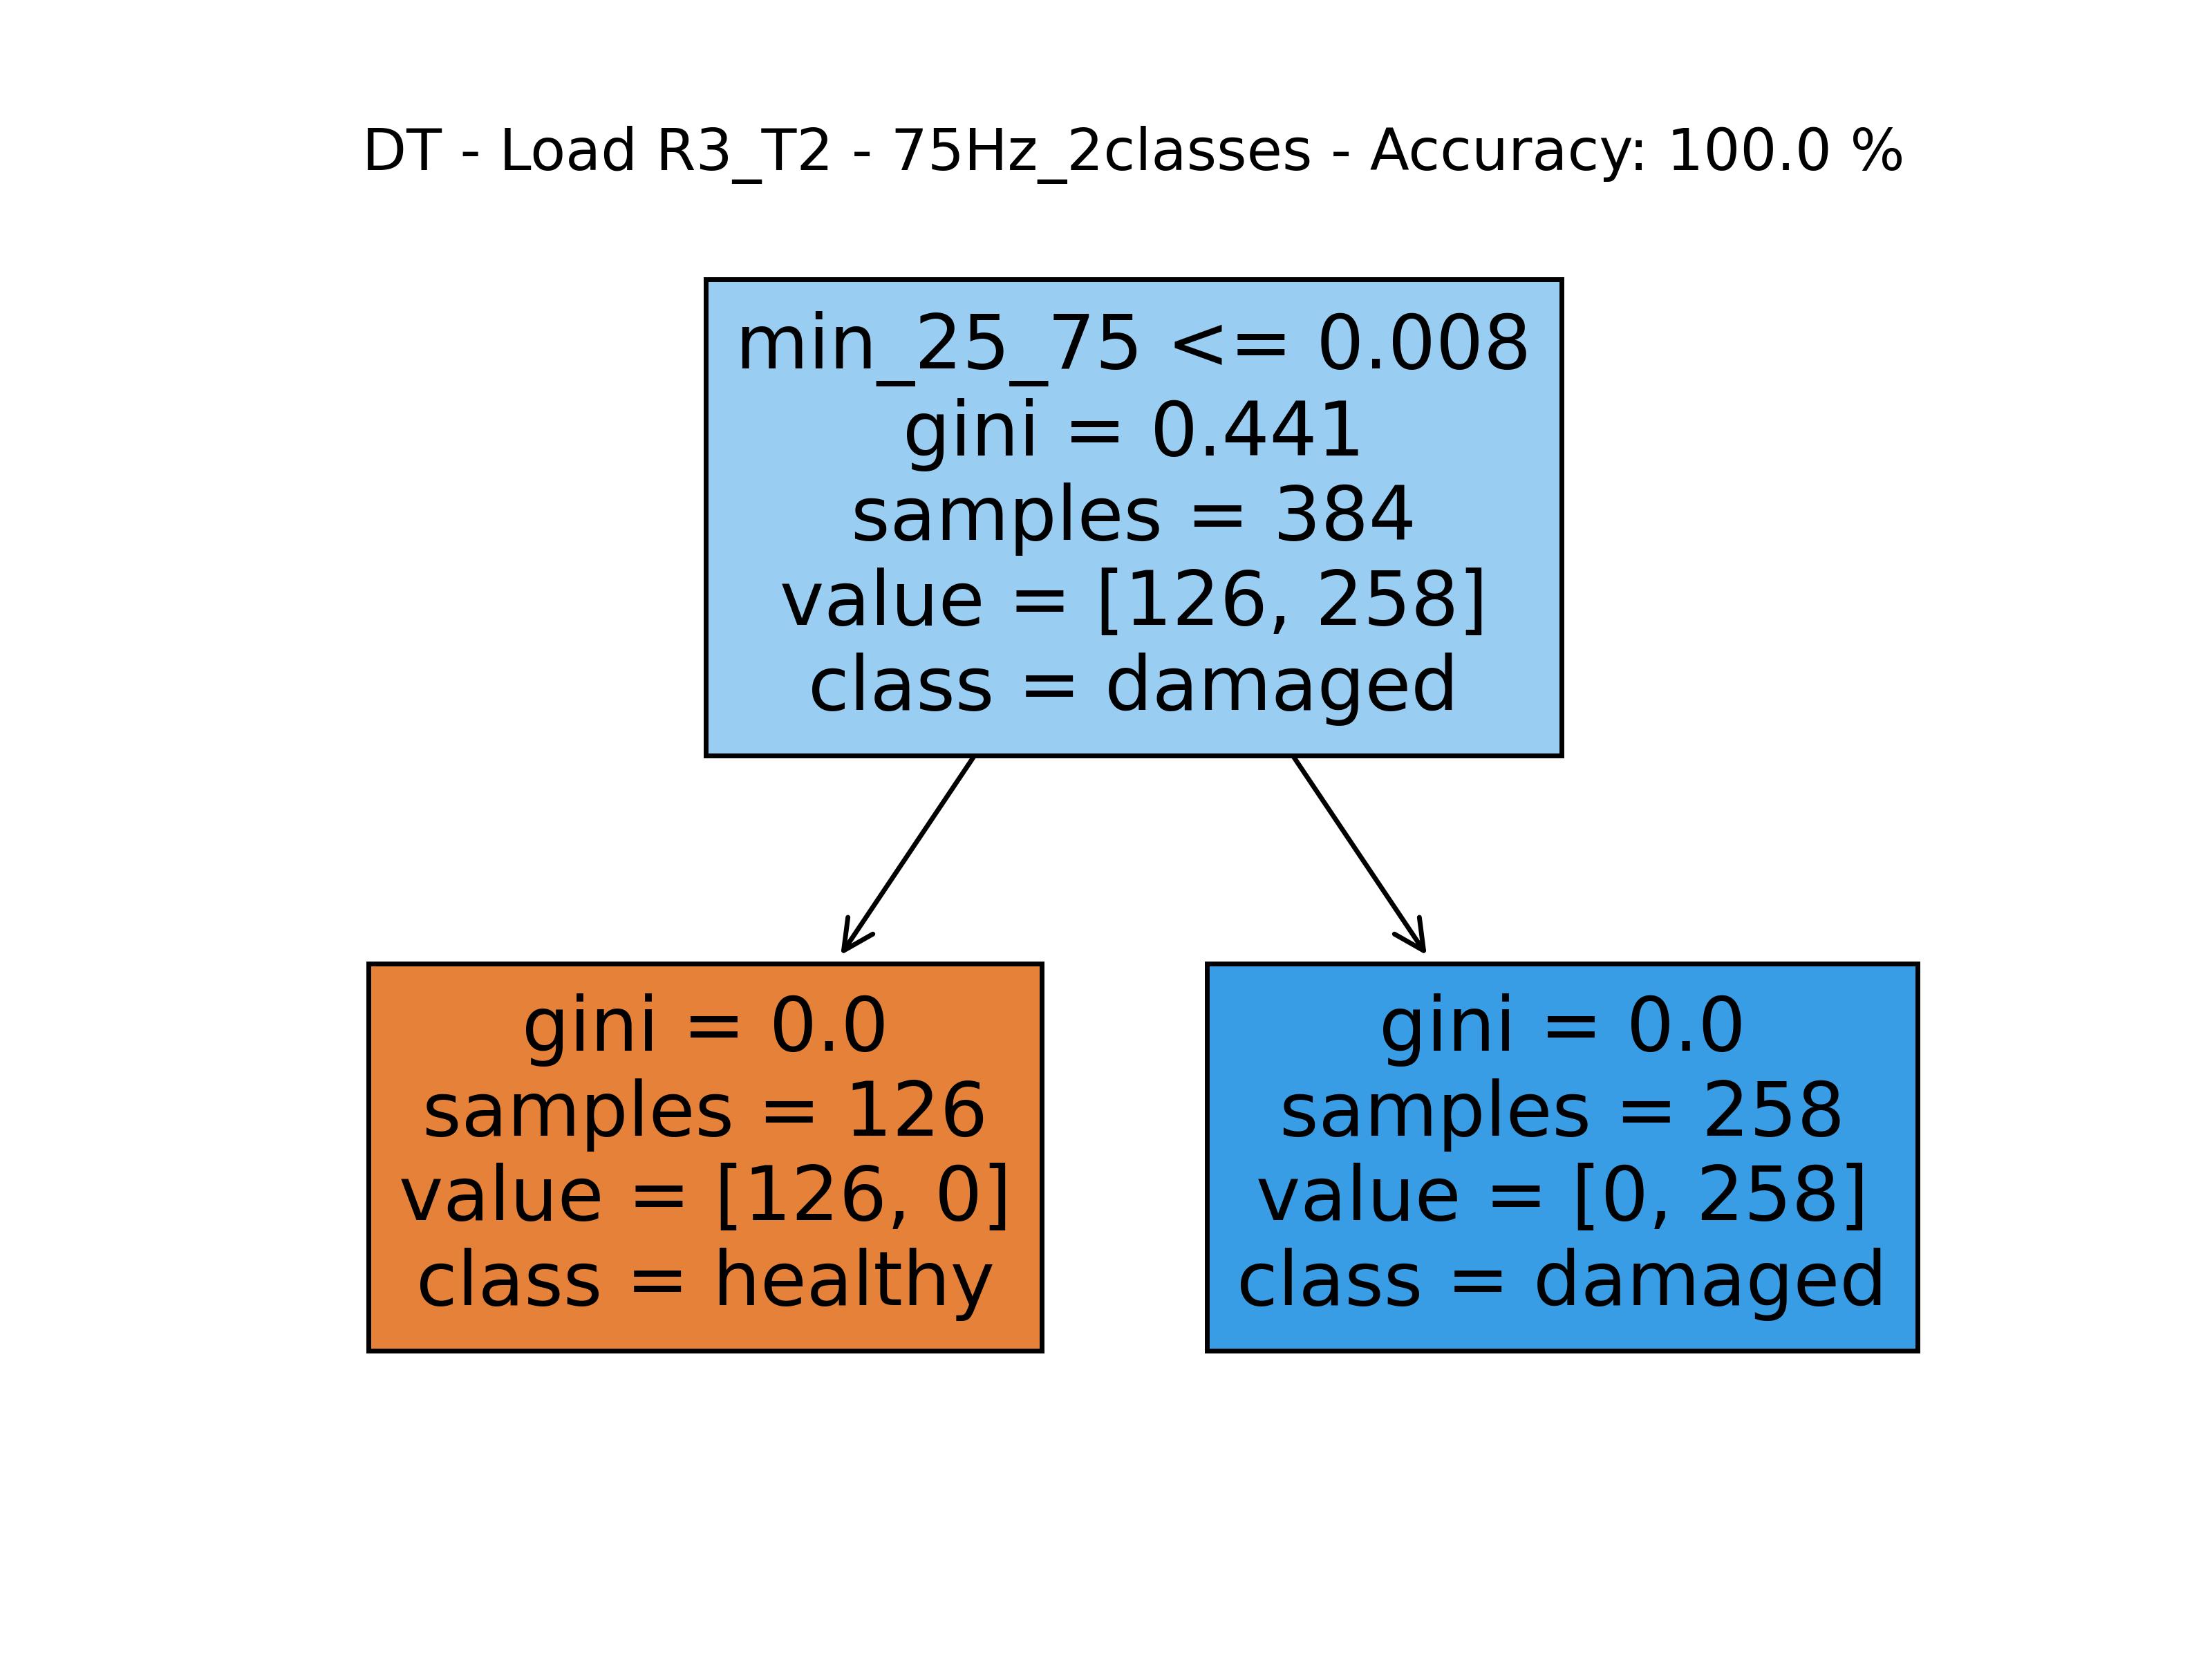 DT - Load R3_T2 - 75Hz_2classes - Accuracy: 100.0 %
min_25_75 <= 0.008
gini = 0.441
samples = 384
value = [126, 258]
class = damaged
gini = 0.0
samples = 126
value = [126, 0]
class = healthy
gini = 0.0
samples = 258
value = [0, 258]
class = damaged